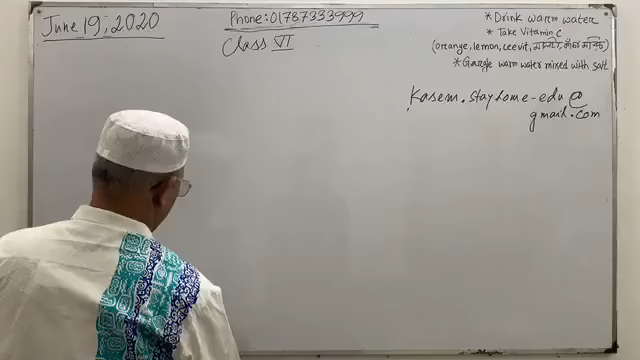 June 19, 2020
Phone: 01787333999
Class VI
* Drink warm water
* Take Vitamin C
(orange, lemon, ceevit,
* Gargle warm water mixed with salt
Kasem.stayhome-edu@
gmail.com